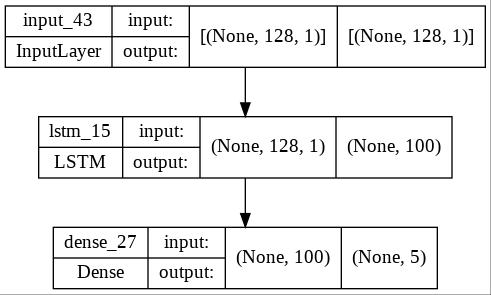 input_43 input: [(None, 128, 1)] [(None, 128, 1)]
InputLayer output:
lstm_15 input: (None, 128, 1) (None, 100)
LSTM output:
dense_27 input: (None, 100) (None, 5)
Dense output: